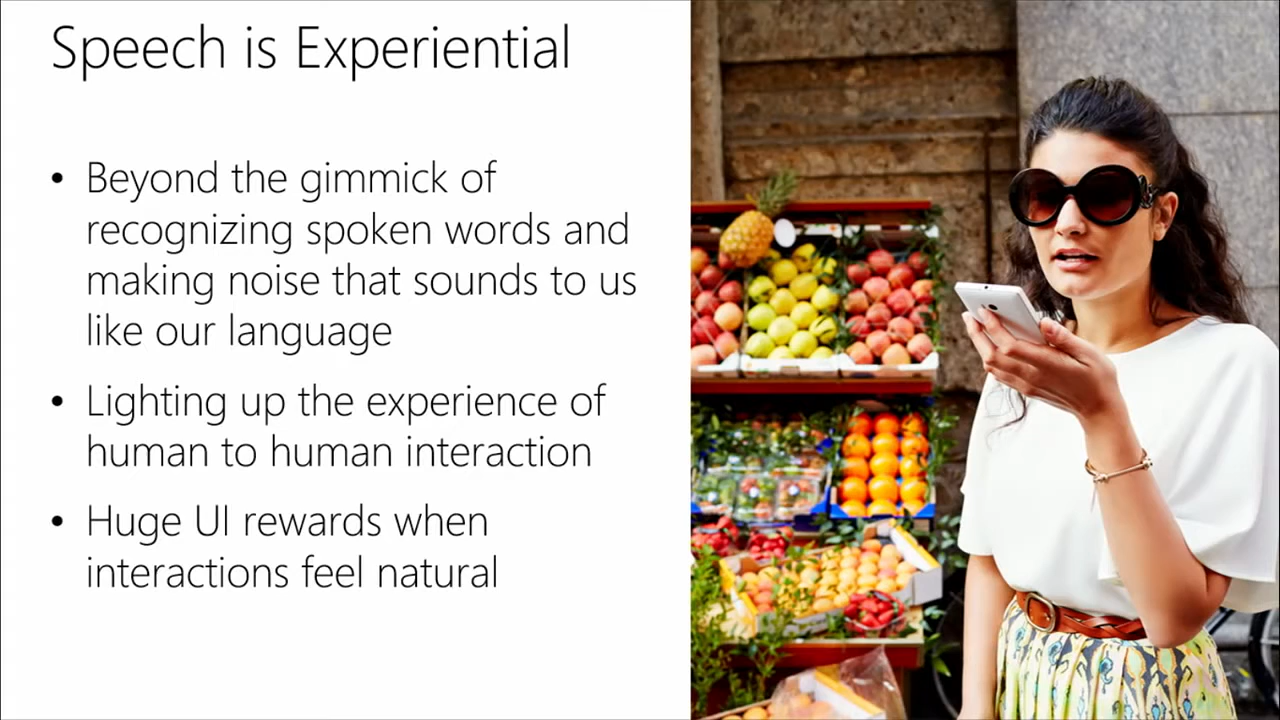 Speech is Experiential
• Beyond the gimmick of
recognizing spoken words and
making noise that sounds to us
like our language
• Lighting up the experience of
human to human interaction
• Huge UI rewards when
interactions feel natural